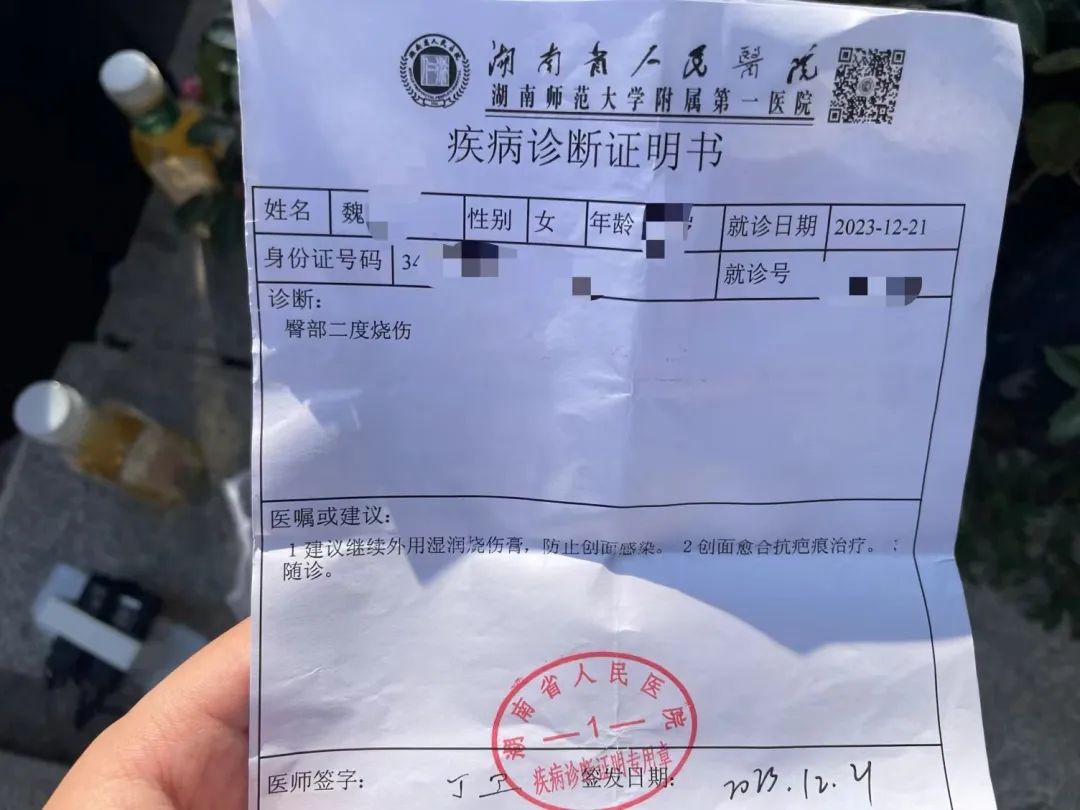 湖南省人民醫院
湖南师范大学附属第一医院
疾病诊断证明书
姓名 魏 性别 女 年龄 就诊日期 2023-12-21
身份证号码 34 就诊号
诊断：
臀部二度烧伤
医嘱或建议：
1 建议继续外用湿润烧伤膏，防止创面感染。 2 创面愈合抗疤痕治疗。
随诊。
湖南省人民医院
1
疾病诊断证明专用章
医师签字： 签发日期： 2023.12.21